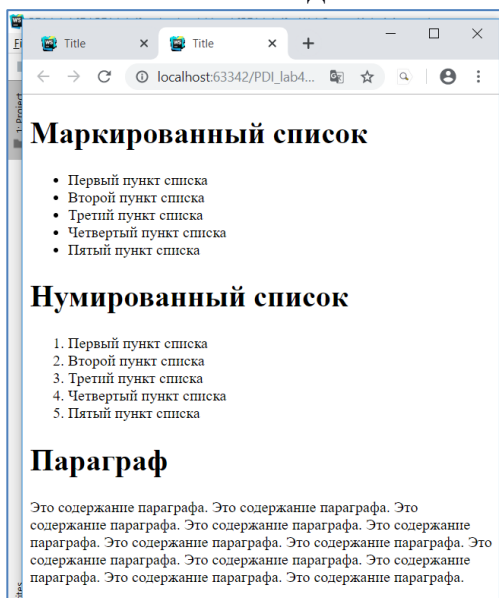 Title
Title
localhost:63342/PDI_lab4...
1: Project
Маркированный список
• Первый пункт списка
• Второй пункт списка
• Третий пункт списка
• Четвертый пункт списка
• Пятый пункт списка
Нумированный список
1. Первый пункт списка
2. Второй пункт списка
3. Третий пункт списка
4. Четвертый пункт списка
5. Пятый пункт списка
Параграф
Это содержание параграфа. Это содержание параграфа. Это
содержание параграфа. Это содержание параграфа. Это содержание
параграфа. Это содержание параграфа. Это содержание параграфа. Это
содержание параграфа. Это содержание параграфа. Это содержание
параграфа. Это содержание параграфа. Это содержание параграфа.